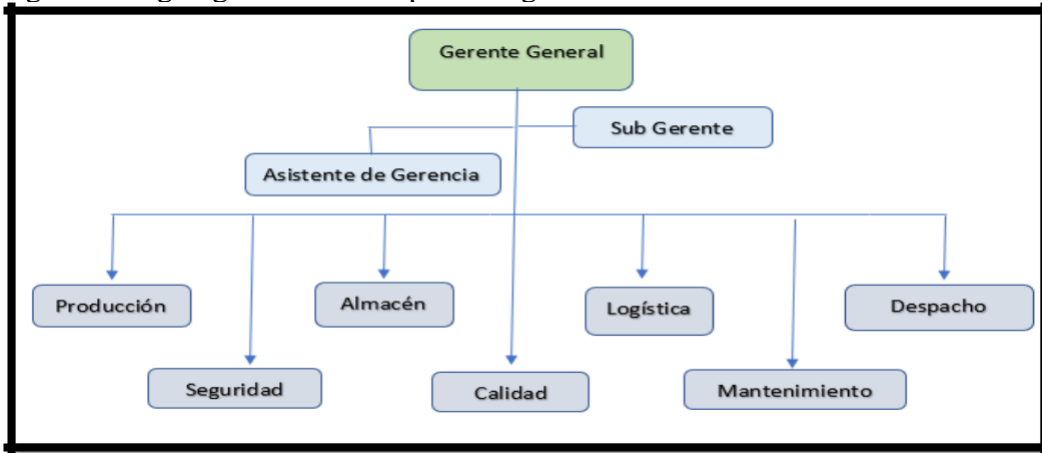 Gerente General
Sub Gerente
Asistente de Gerencia
Producción
Almacén
Logística
Despacho
Seguridad
Calidad
Mantenimiento